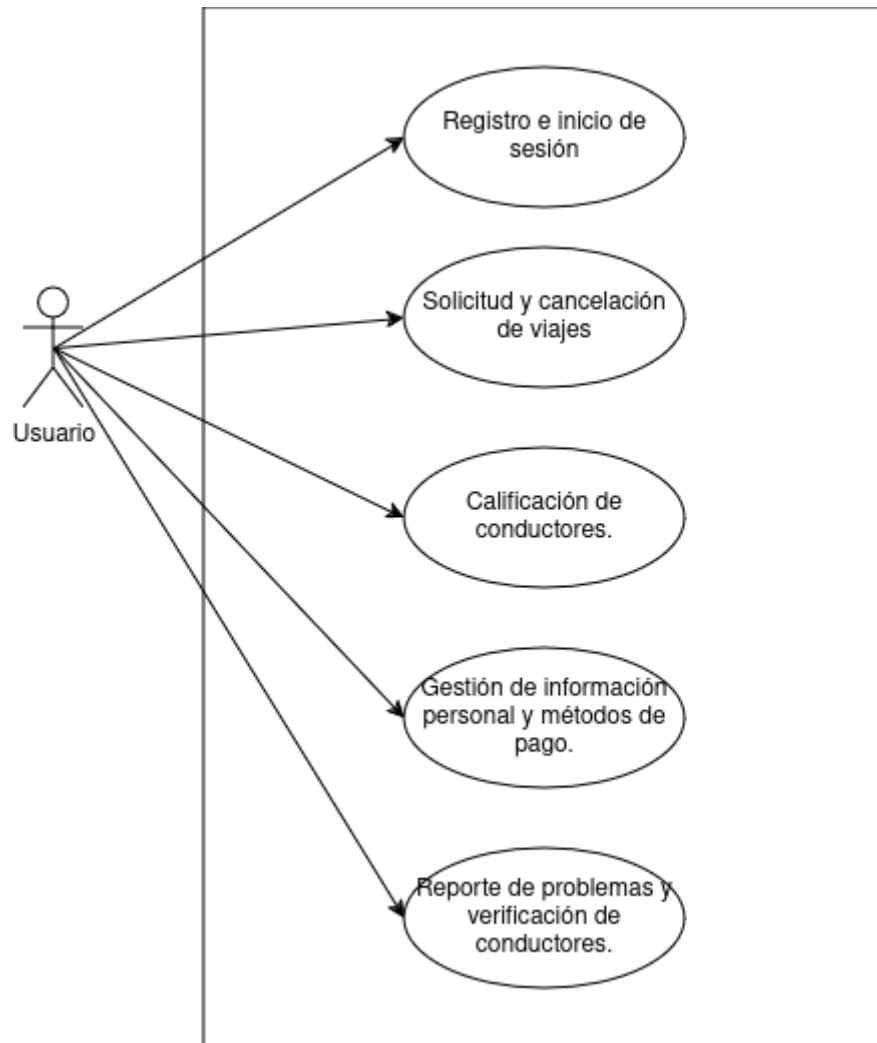 Registro e inicio de
sesión
Solicitud y cancelación
de viajes
Usuario
Calificación de
conductores.
Gestión de información
personal y métodos de
pago.
Reporte de problemas y
verificación de
conductores.